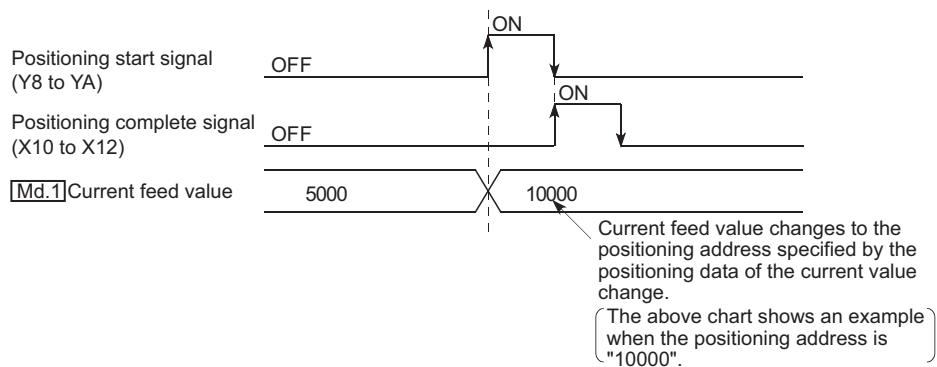 ON
Positioning start signal
(Y8 to YA)
OFF
ON
Positioning complete signal
(X10 to X12)
OFF
Md.1 Current feed value
5000
10000
Current feed value changes to the
positioning address specified by the
positioning data of the current value
change.
The above chart shows an example
when the positioning address is
"10000".